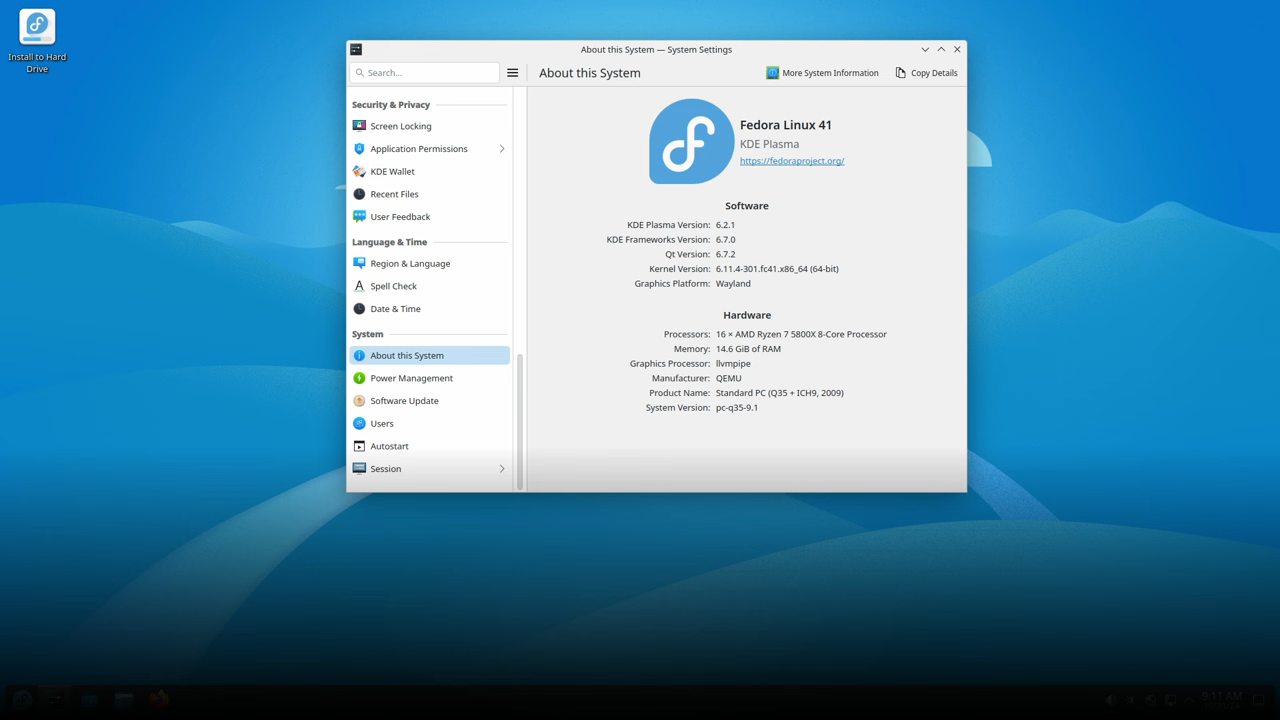 Install to Hard
Drive
About this System — System Settings
Search...
About this System
More System Information
Copy Details
Security & Privacy
Screen Locking
Application Permissions
KDE Wallet
Recent Files
User Feedback
Language & Time
Region & Language
Spell Check
Date & Time
System
About this System
Power Management
Software Update
Users
Autostart
Session
Fedora Linux 41
KDE Plasma
https://fedoraproject.org/
Software
KDE Plasma Version: 6.2.1
KDE Frameworks Version: 6.7.0
Qt Version: 6.7.2
Kernel Version: 6.11.4-301.fc41.x86_64 (64-bit)
Graphics Platform: Wayland
Hardware
Processors: 16 × AMD Ryzen 7 5800X 8-Core Processor
Memory: 14.6 GiB of RAM
Graphics Processor: llvmpipe
Manufacturer: QEMU
Product Name: Standard PC (Q35 + ICH9, 2009)
System Version: pc-q35-9.1
9:11 AM